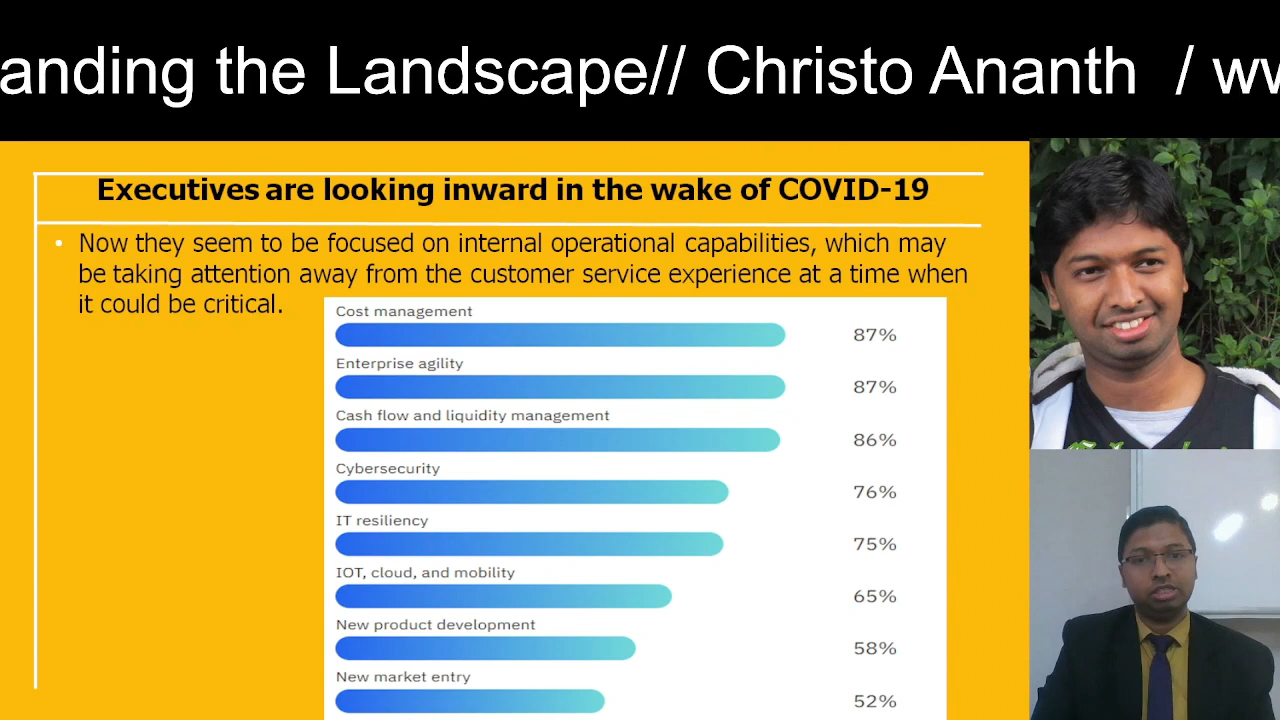 anding the Landscape// Christo Ananth / w
Executives are looking inward in the wake of COVID-19
• Now they seem to be focused on internal operational capabilities, which may
be taking attention away from the customer service experience at a time when
it could be critical.
Cost management
87%
Enterprise agility
87%
Cash flow and liquidity management
86%
Cybersecurity
76%
IT resiliency
75%
IOT, cloud, and mobility
65%
New product development
58%
New market entry
52%